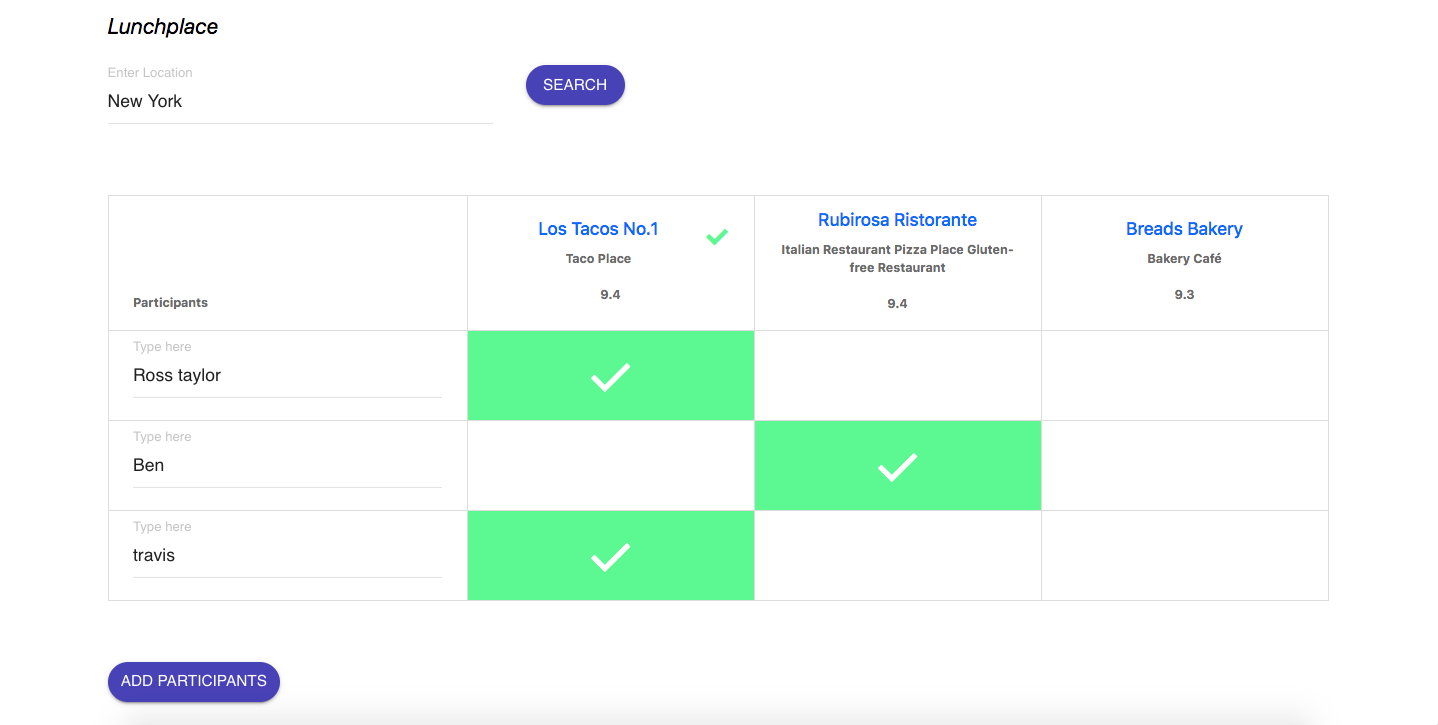 Lunchplace
Enter Location
New York
SEARCH
Participants
Los Tacos No.1
Taco Place
9.4
Rubirosa Ristorante
Italian Restaurant Pizza Place Gluten-
free Restaurant
9.4
Breads Bakery
Bakery Café
9.3
Type here
Ross taylor
Type here
Ben
Type here
travis
ADD PARTICIPANTS